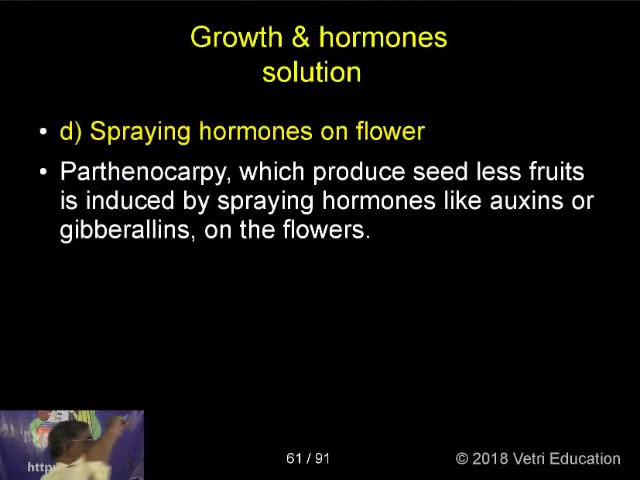 Growth & hormones
solution
• d) Spraying hormones on flower
• Parthenocarpy, which produce seed less fruits
is induced by spraying hormones like auxins or
gibberallins, on the flowers.
http
61 / 91
© 2018 Vetri Education